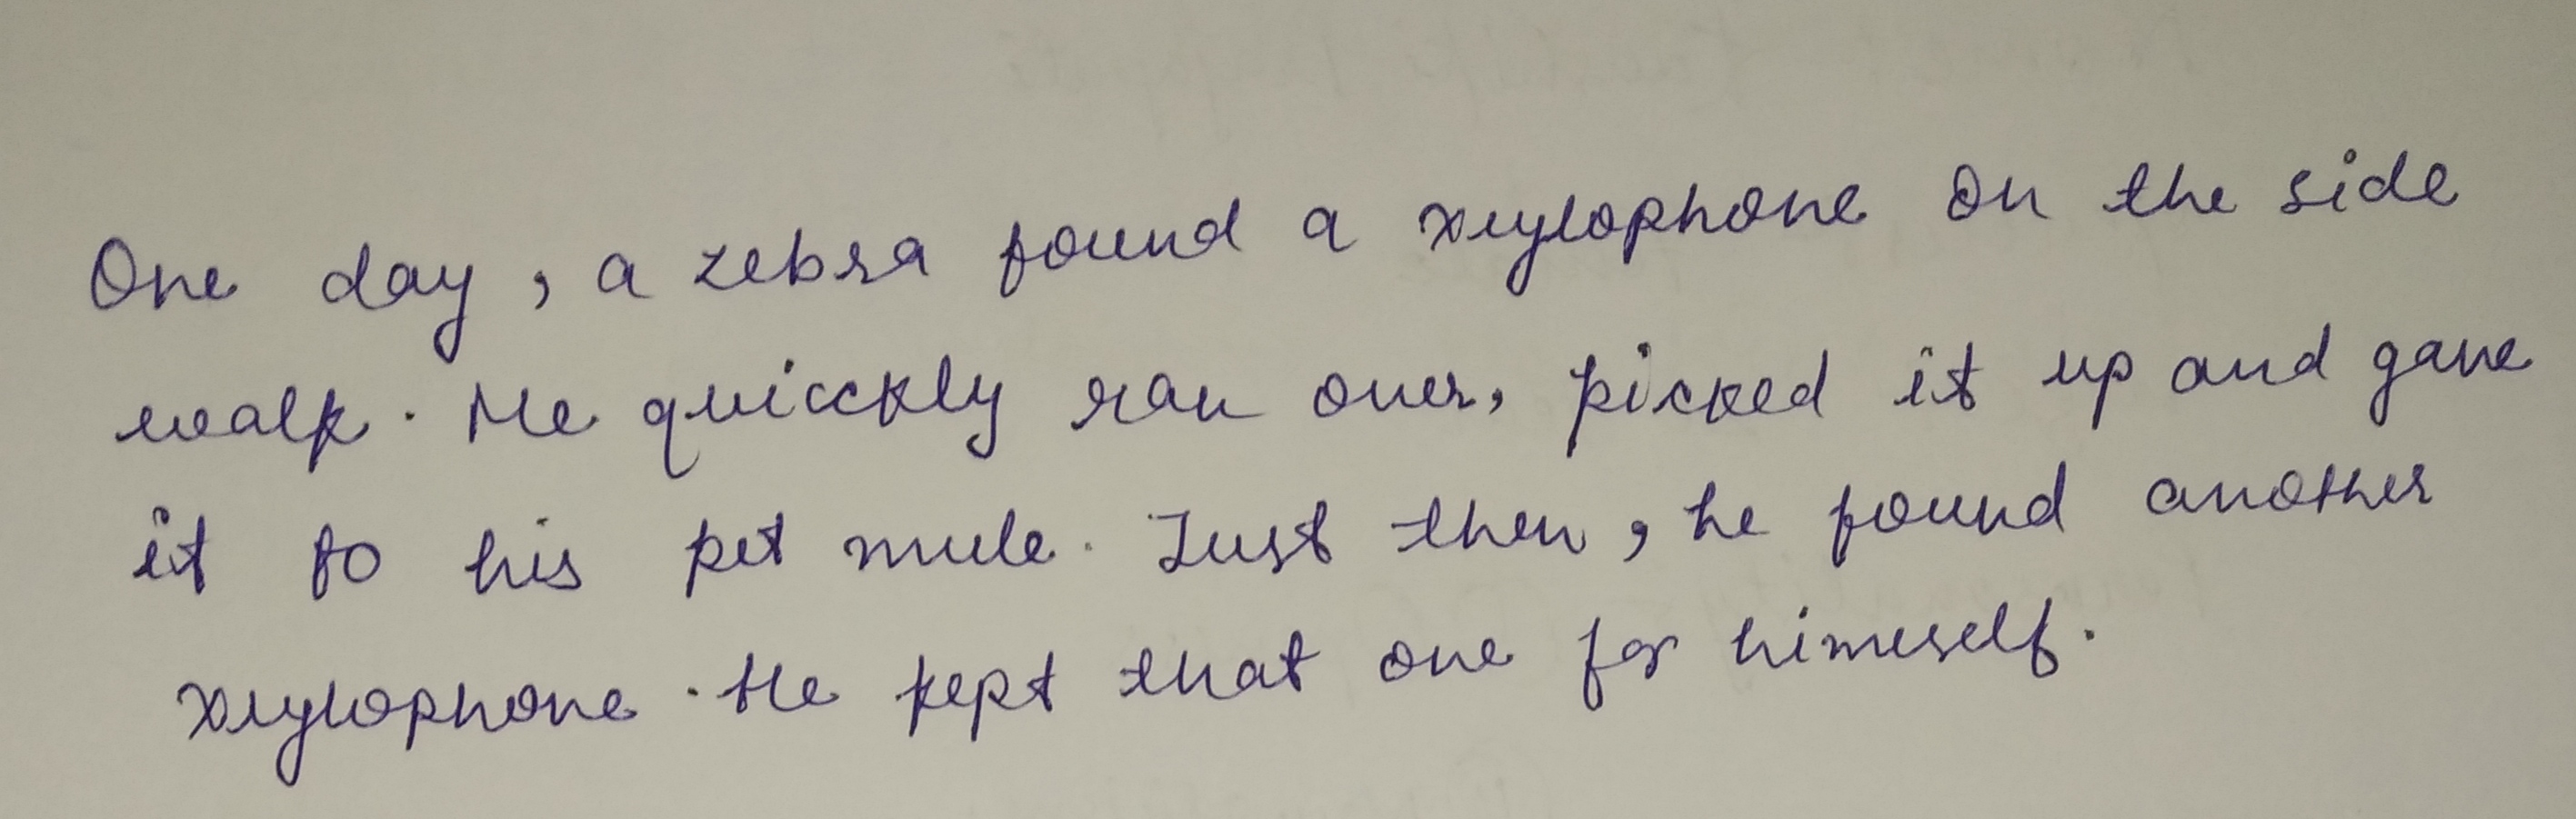 One day, a zebra found a xylophone on the side
walk. He quickly ran over, picked it up and gave
it to his pet mule. Just then, he found another
xylophone. He kept that one for himself.